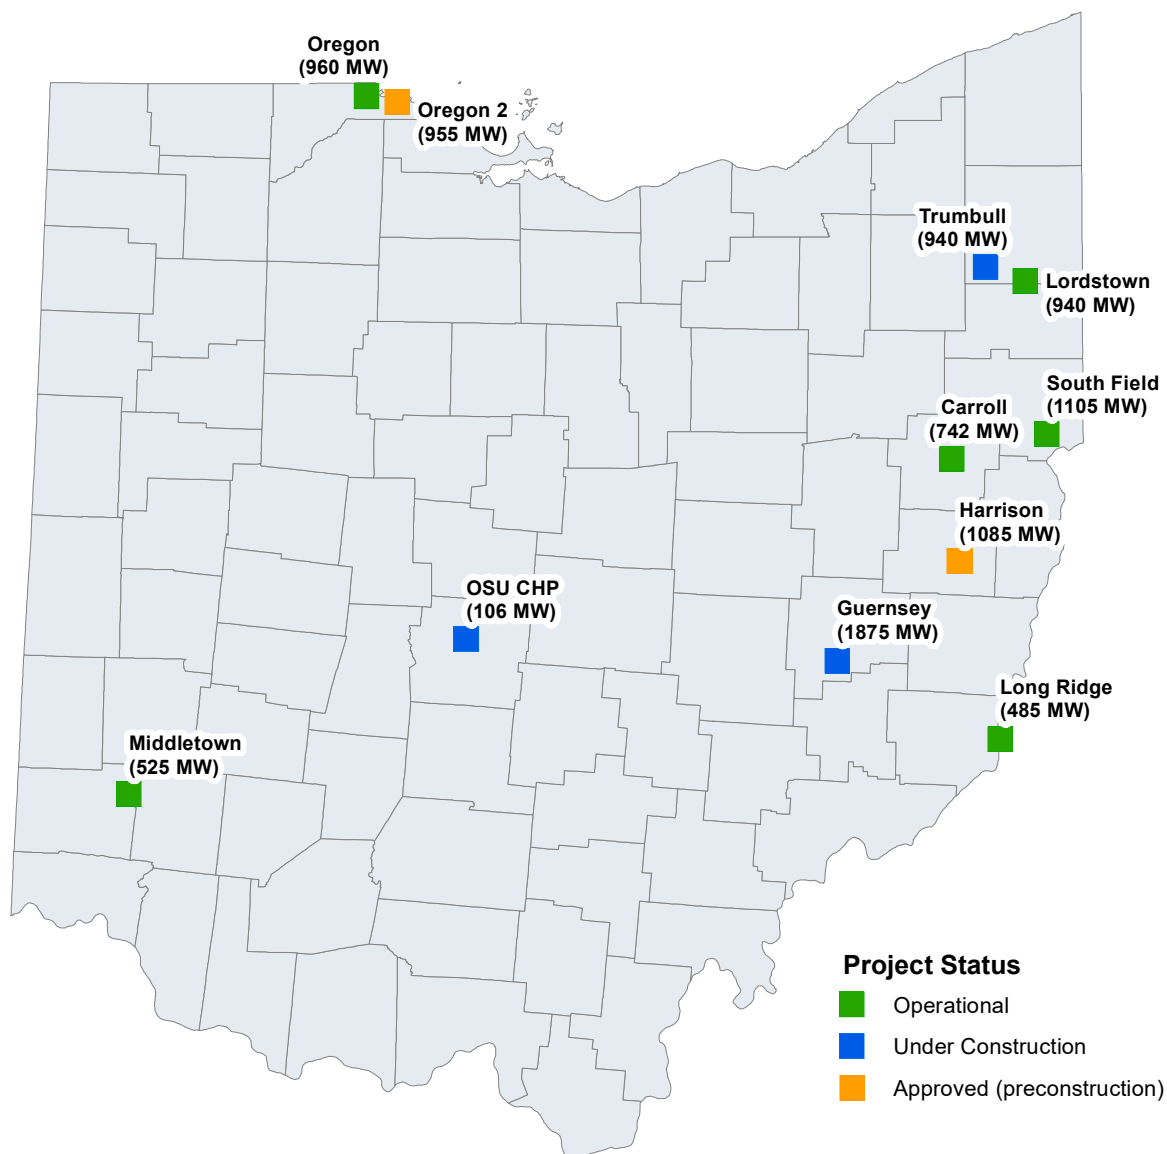 Oregon
(960 MW)
Oregon 2
(955 MW)
Trumbull
(940 MW)
Lordstown
(940 MW)
South Field
(1105 MW)
Carroll
(742 MW)
Harrison
(1085 MW)
OSU CHP
(106 MW)
Guernsey
(1875 MW)
Long Ridge
(485 MW)
Middletown
(525 MW)
Project Status
Operational
Under Construction
Approved (preconstruction)